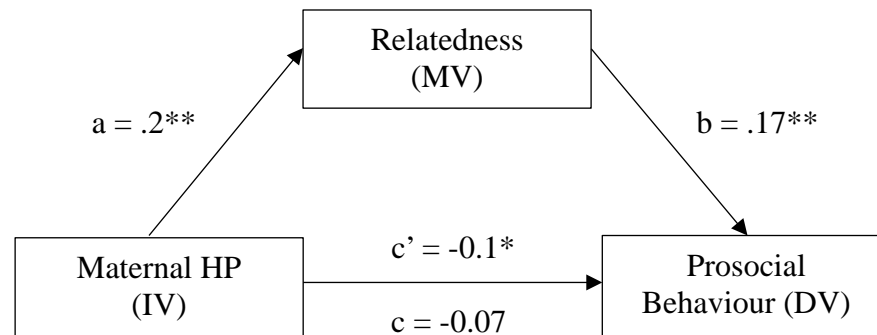 Relatedness
(MV)
a = .2**
b = .17**
Maternal HP
(IV)
c’ = -0.1*
c = -0.07
Prosocial
Behaviour (DV)